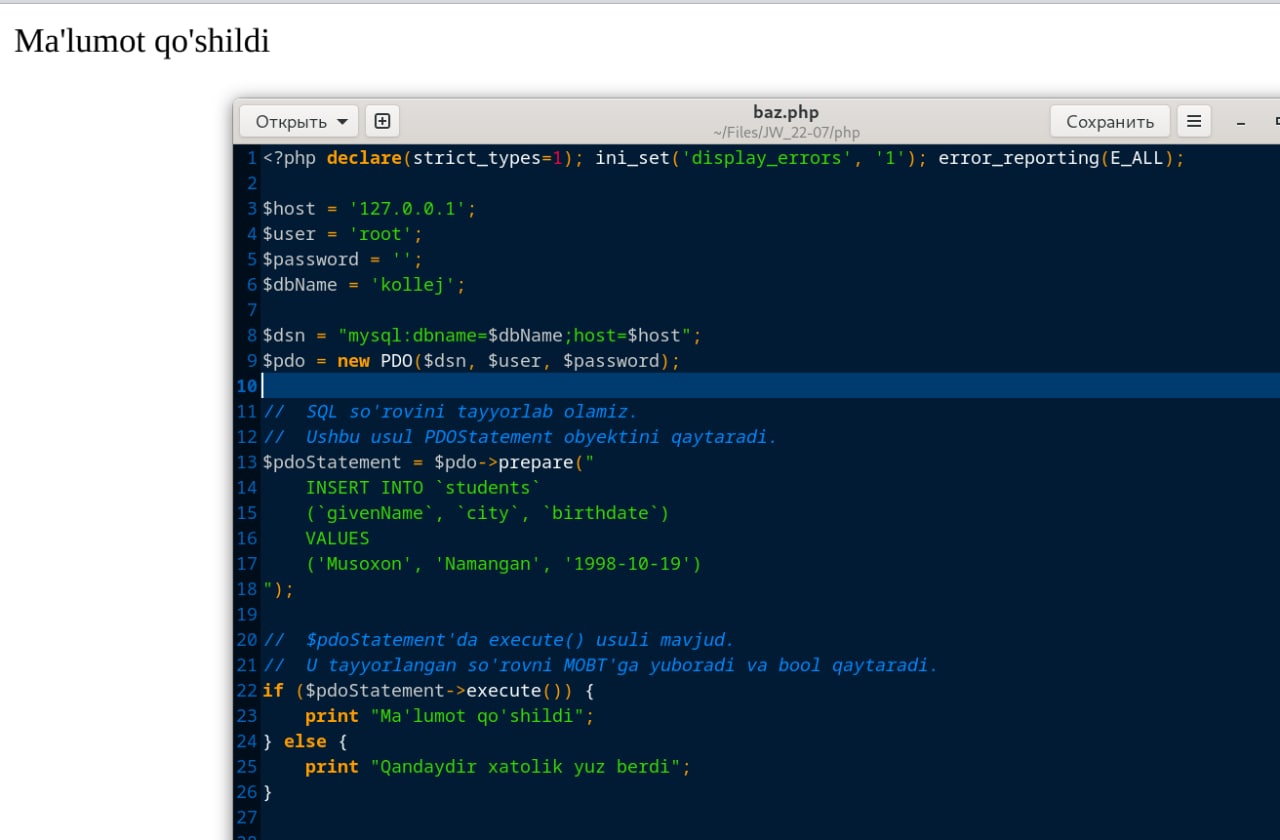 Ma'lumot qo'shildi
Открыть
baz.php
~/Files/JW_22-07/php
Сохранить
1 <?php declare(strict_types=1); ini_set('display_errors', '1'); error_reporting(E_ALL);
2
3 $host = '127.0.0.1';
4 $user = 'root';
5 $password = '';
6 $dbName = 'kollej';
7
8 $dsn = "mysql:dbname=$dbName;host=$host";
9 $pdo = new PDO($dsn, $user, $password);
10
11 //  SQL so'rovini tayyorlab olamiz.
12 //  Ushbu usul PDOStatement obyektini qaytaradi.
13 $pdoStatement = $pdo->prepare("
14     INSERT INTO `students`
15     (`givenName`, `city`, `birthdate`)
16     VALUES
17     ('Musoxon', 'Namangan', '1998-10-19')
18 ");
19
20 //  $pdoStatement'da execute() usuli mavjud.
21 //  U tayyorlangan so'rovni MOBT'ga yuboradi va bool qaytaradi.
22 if ($pdoStatement->execute()) {
23     print "Ma'lumot qo'shildi";
24 } else {
25     print "Qandaydir xatolik yuz berdi";
26 }
27